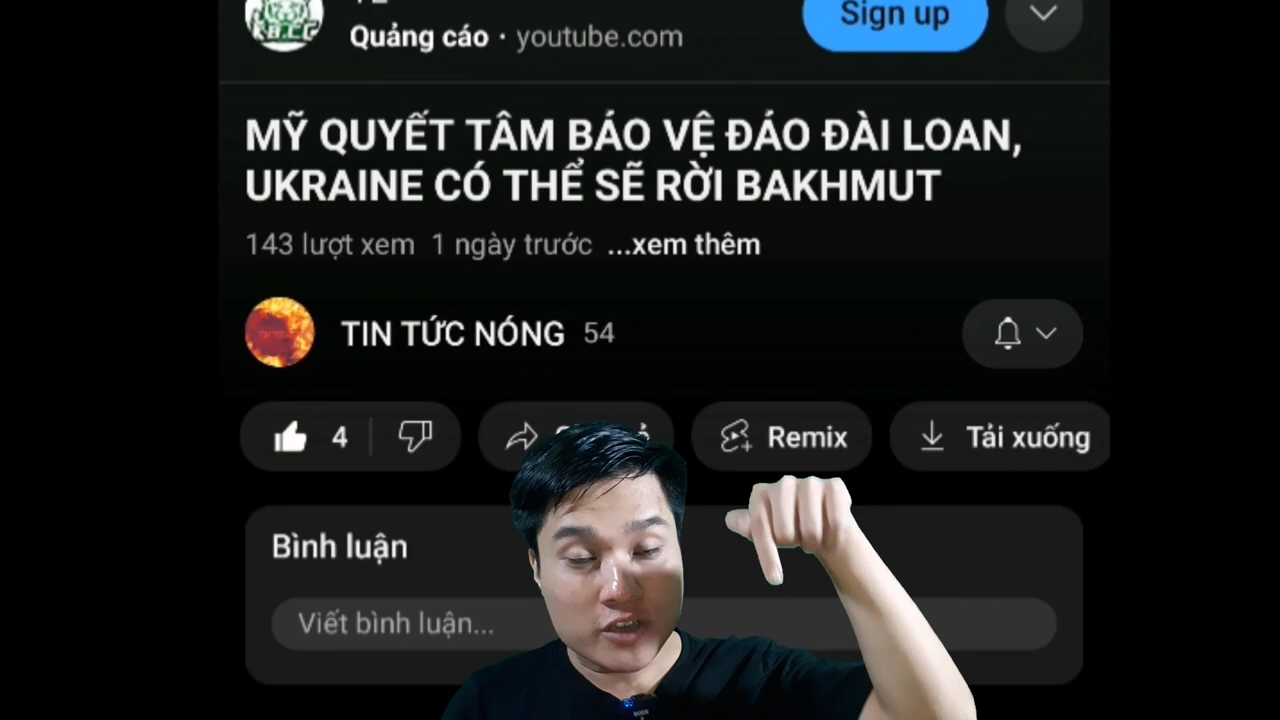 Quảng cáo · youtube.com
Sign up
MỸ QUYẾT TÂM BẢO VỆ ĐẢO ĐÀI LOAN,
UKRAINE CÓ THỂ SẼ RỜI BAKHMUT
143 lượt xem 1 ngày trước ...xem thêm
TIN TỨC NÓNG 54
4
Remix
Tải xuống
Bình luận
Viết bình luận...